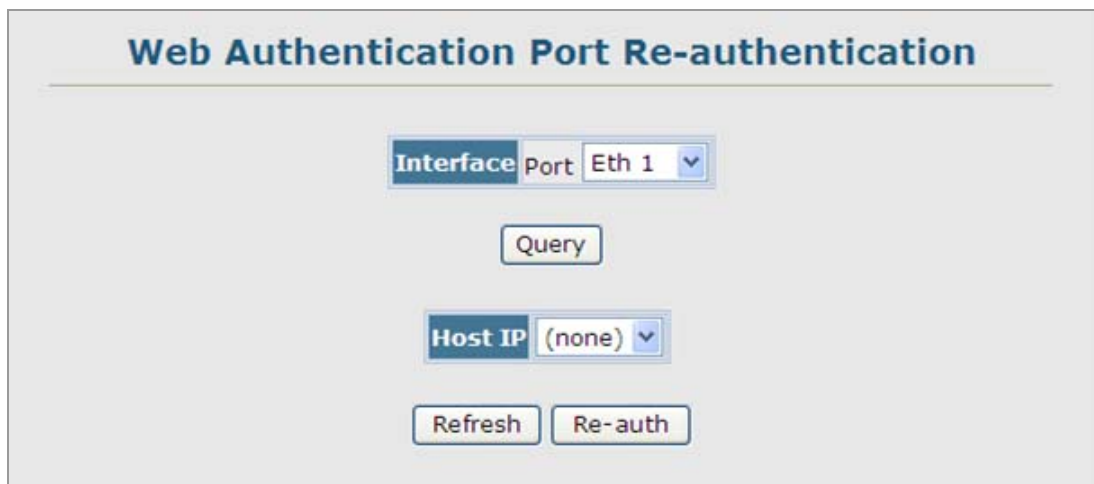 Web Authentication Port Re-authentication
Interface Port Eth 1
Query
Host IP (none)
Refresh Re-auth